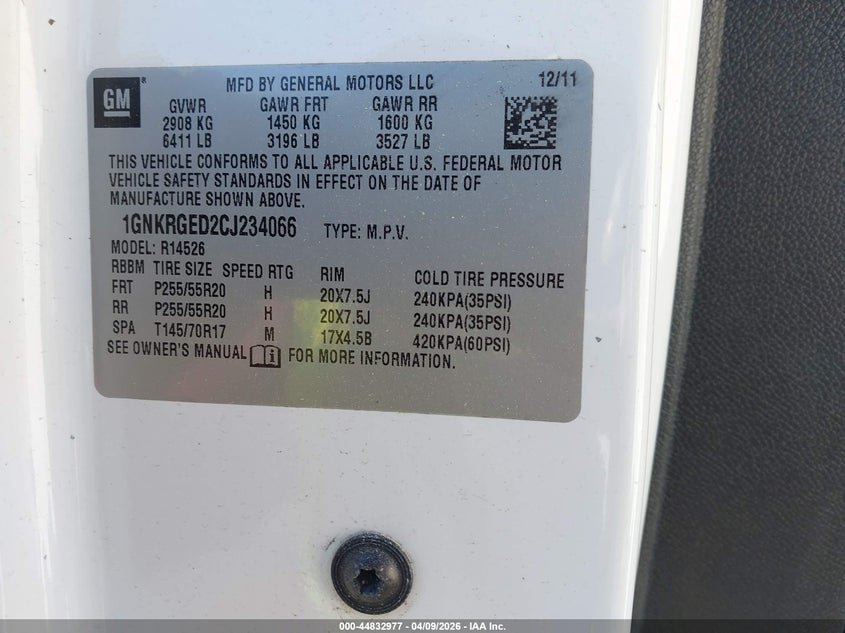 GM ® MFD BY GENERAL MOTORS LLC 12/11
GVWR GAWR FRT GAWR RR
2908 KG 1450 KG 1600 KG
6411 LB 3196 LB 3527 LB
THIS VEHICLE CONFORMS TO ALL APPLICABLE U.S. FEDERAL MOTOR
VEHICLE SAFETY STANDARDS IN EFFECT ON THE DATE OF
MANUFACTURE SHOWN ABOVE.
1GNKRGED2CJ234066 TYPE: M.P.V.
MODEL: R14526
RBBM TIRE SIZE SPEED RTG RIM COLD TIRE PRESSURE
FRT P255/55R20 H 20X7.5J 240KPA(35PSI)
RR P255/55R20 H 20X7.5J 240KPA(35PSI)
SPA T145/70R17 M 17X4.5B 420KPA(60PSI)
SEE OWNER'S MANUAL i FOR MORE INFORMATION.
000-44832977 - 04/09/2026 - IAA Inc.